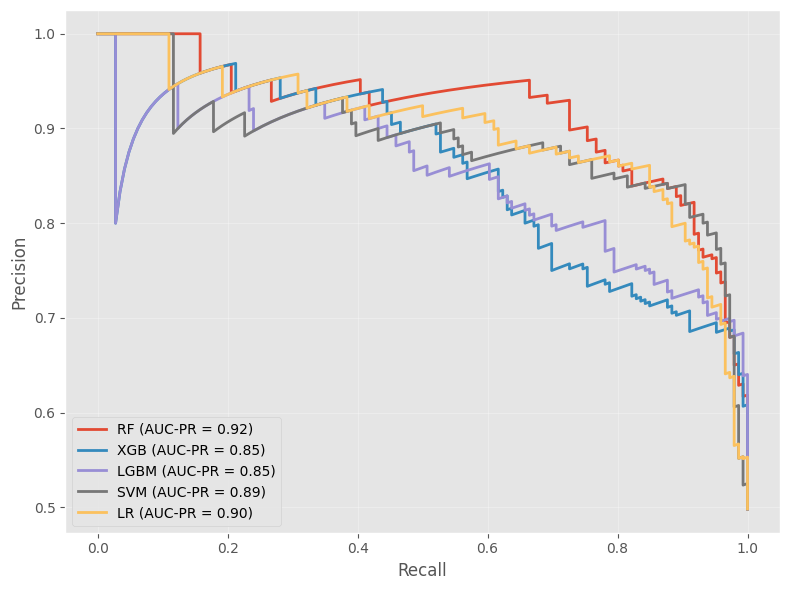 1.0
0.9
0.8
0.7
0.6
0.5
Precision
RF (AUC-PR = 0.92)
XGB (AUC-PR = 0.85)
LGBM (AUC-PR = 0.85)
SVM (AUC-PR = 0.89)
LR (AUC-PR = 0.90)
0.0 0.2 0.4 0.6 0.8 1.0
Recall